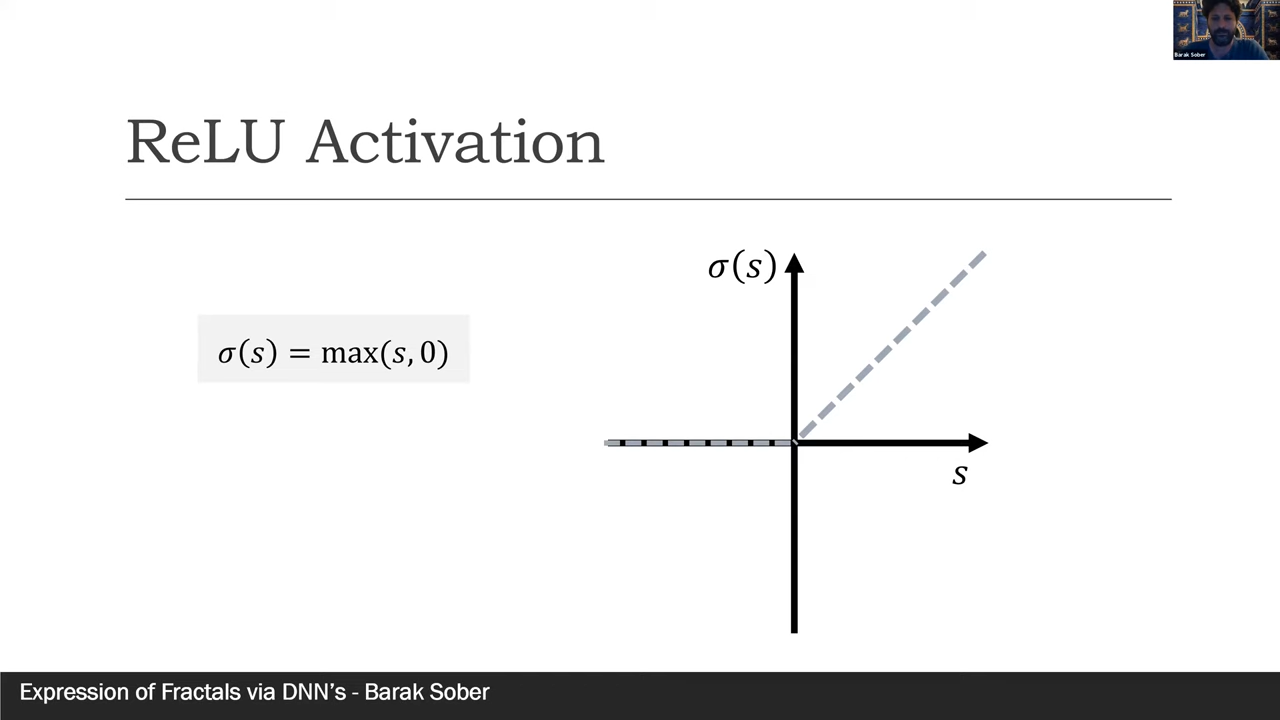 Barak Sober
ReLU Activation
σ(s) = max(s, 0)
σ(s)
s
Expression of Fractals via DNN's - Barak Sober